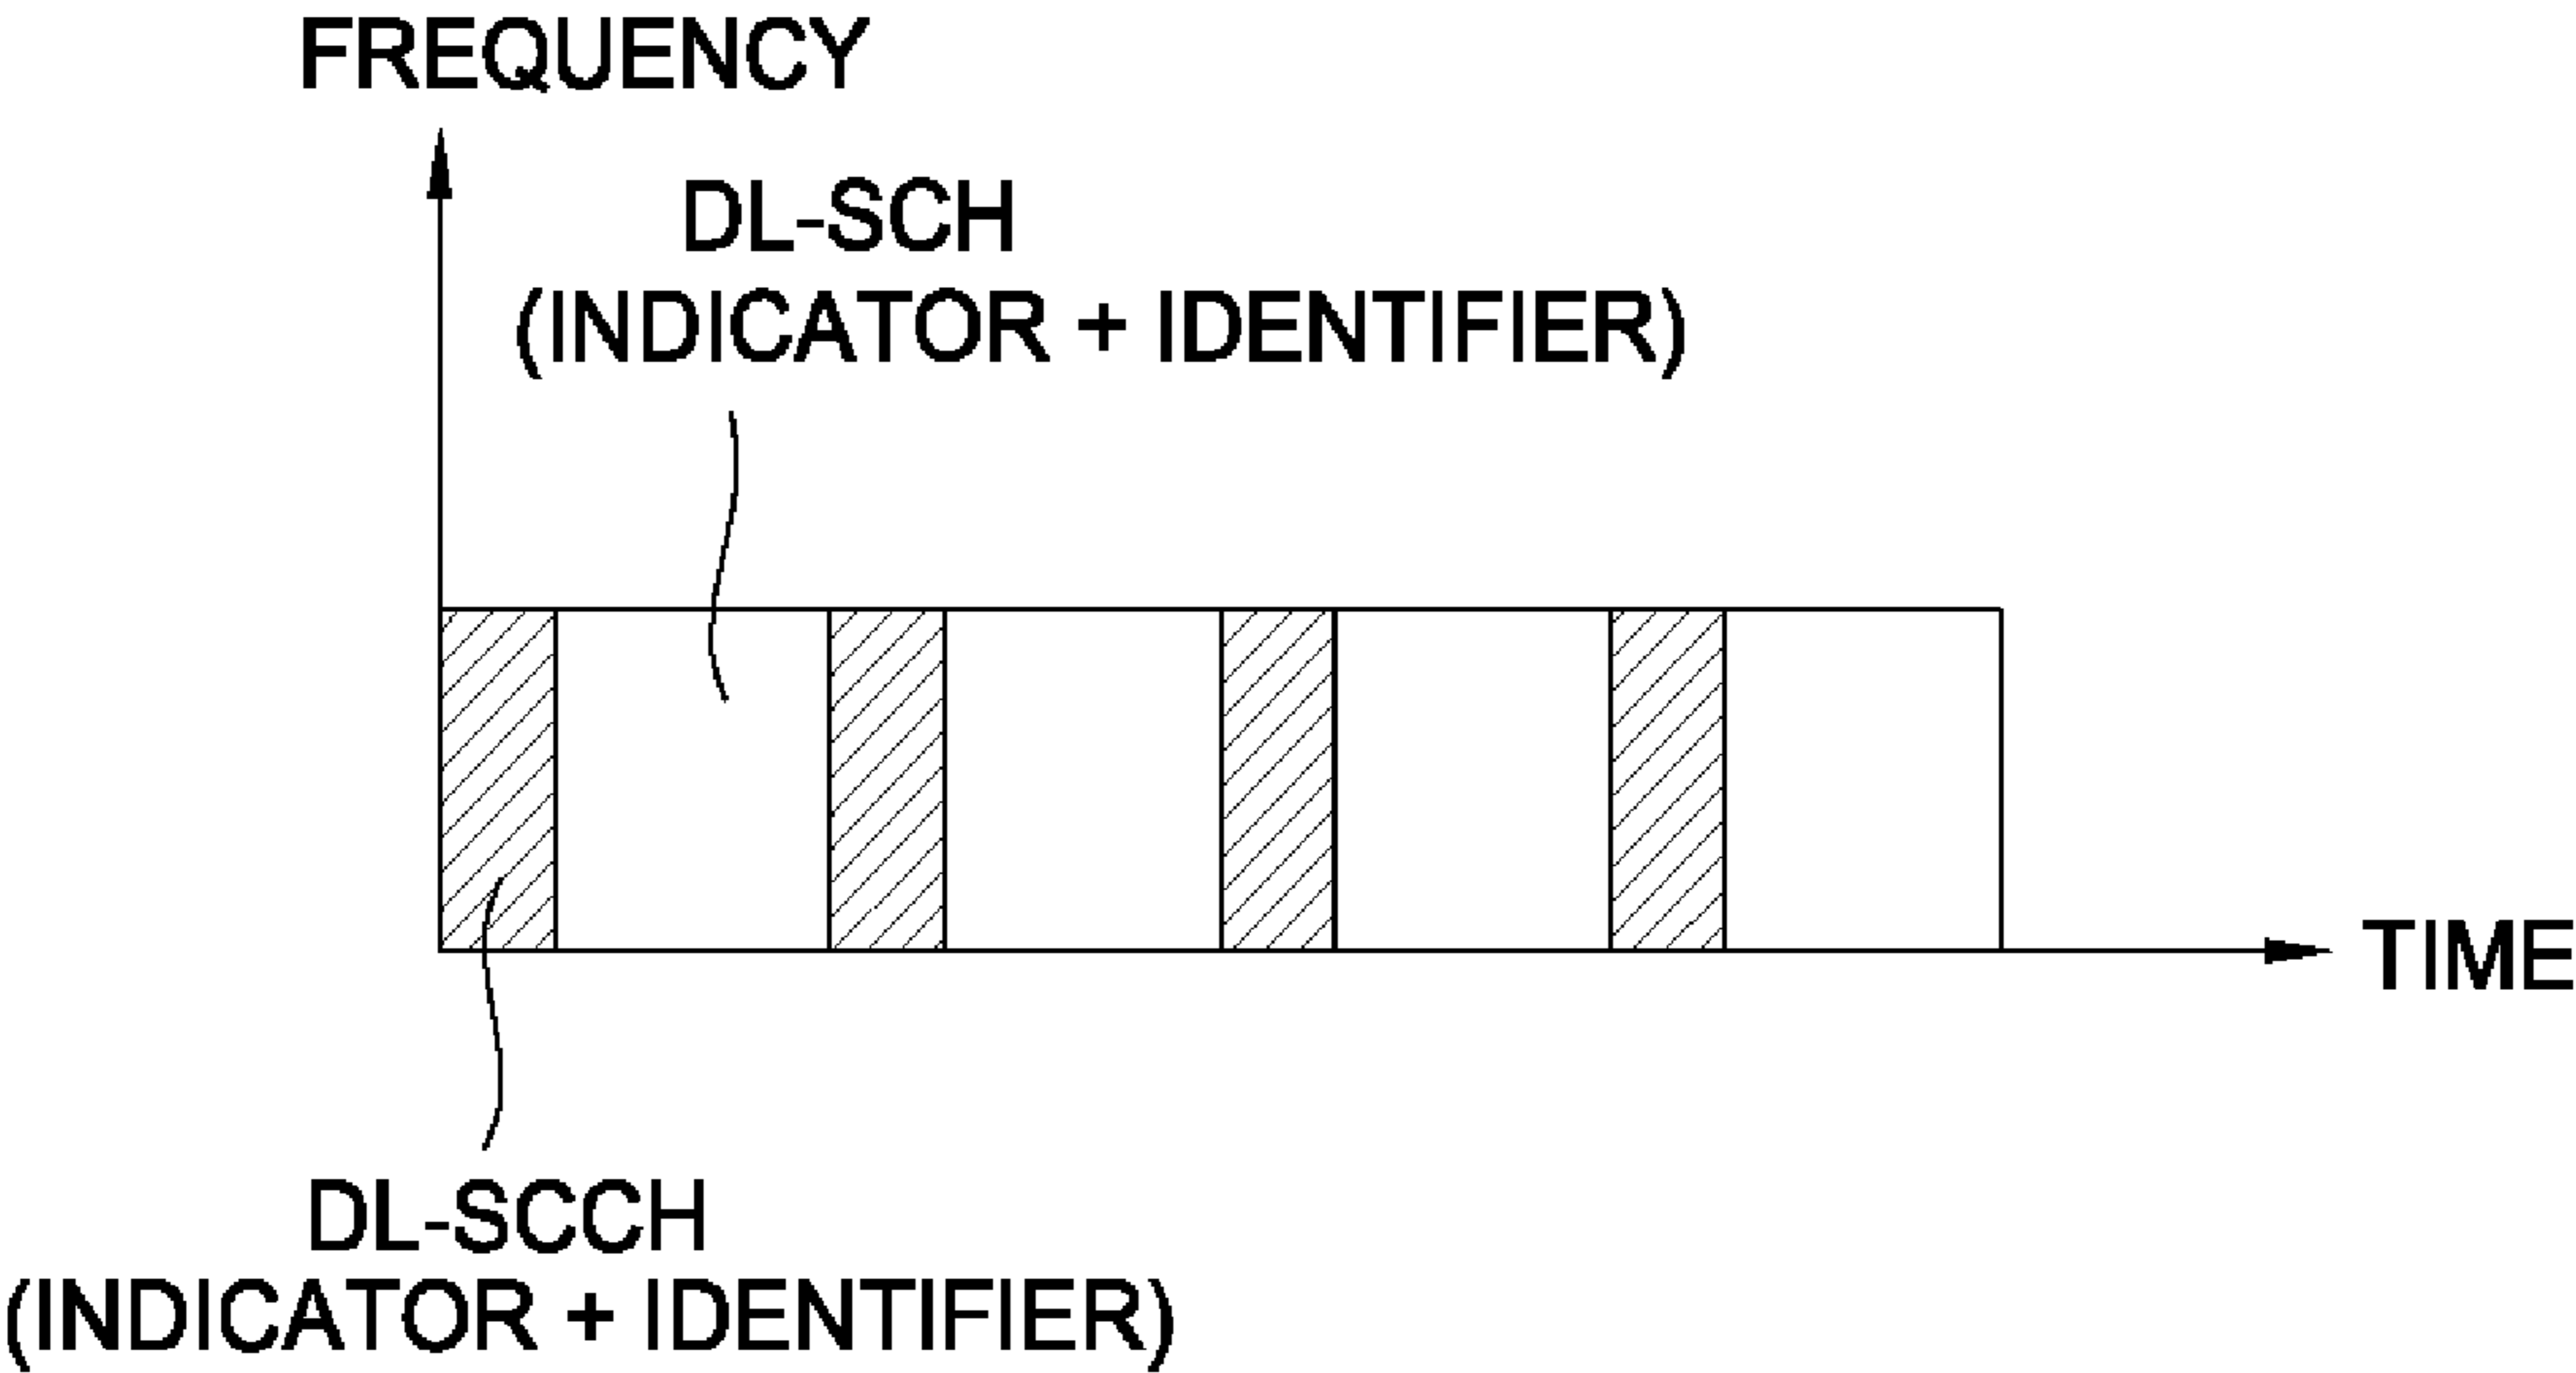 FREQUENCY
DL-SCH
(INDICATOR + IDENTIFIER)
TIME
DL-SCCH
(INDICATOR + IDENTIFIER)